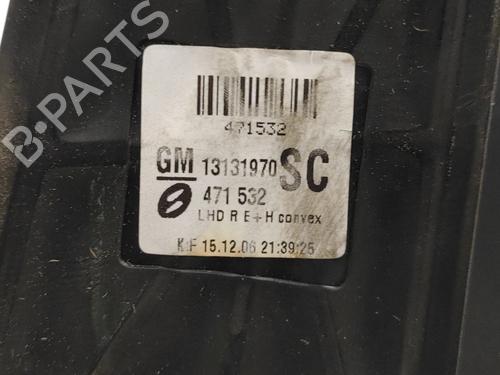 B-PARTS
471532
GM 13131970 SC
471 532
LHD R E+H convex
K:F 15.12.06 21:39:25